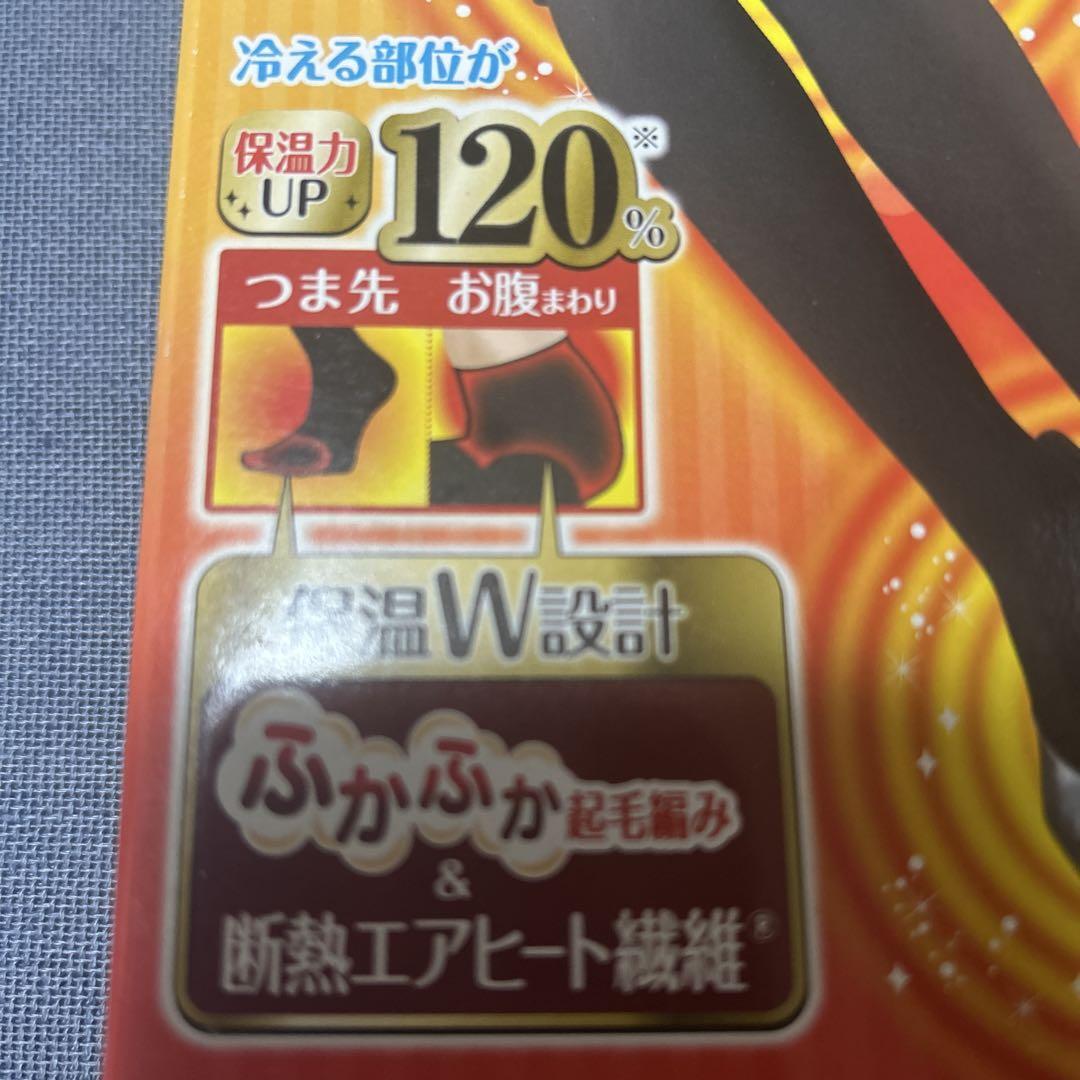 冷える部位が
保温力
UP
120%※
つま先 お腹まわり
保温W設計
ふかふか起毛編み
&
断熱エアヒート繊維®